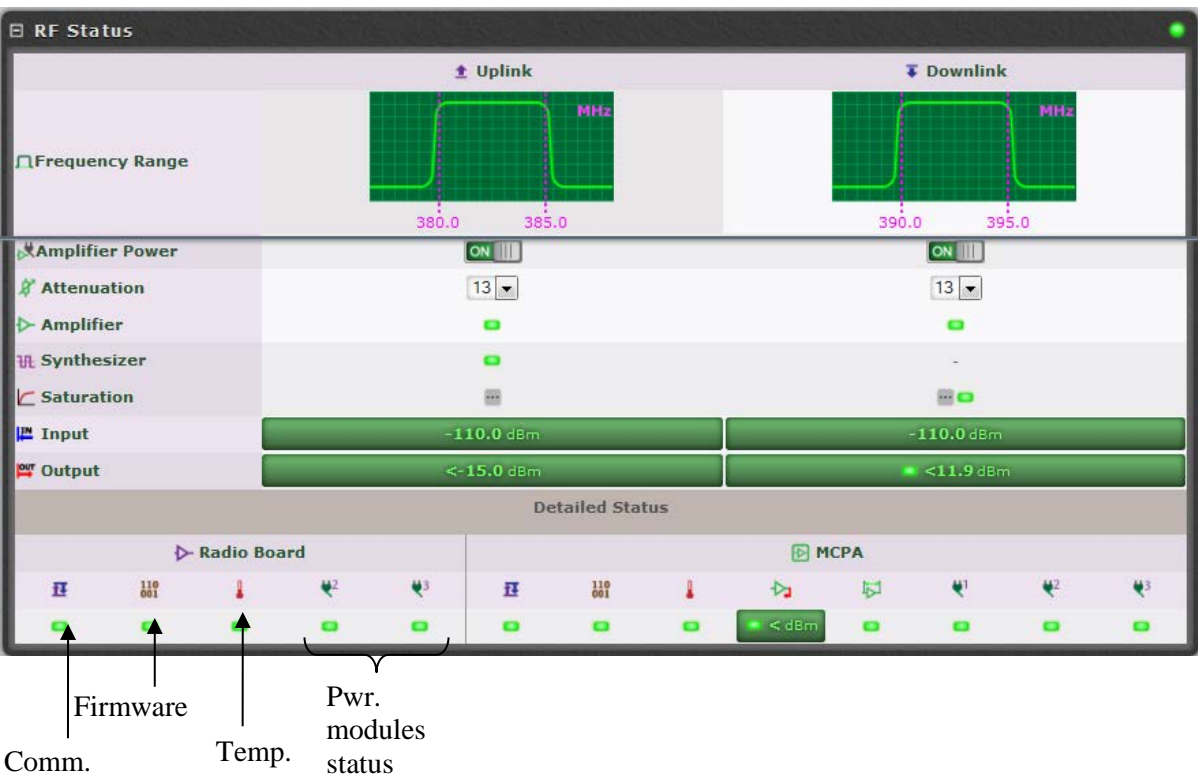 RF Status
Uplink Downlink
MHz MHz
Frequency Range
380.0 385.0 390.0 395.0
Amplifier Power ON ON
Attenuation 13 13
Amplifier
Synthesizer -
Saturation ... ...
IN Input -110.0 dBm -110.0 dBm
OUT Output <-15.0 dBm <11.9 dBm
Detailed Status
Radio Board MCPA
110 001 2 3 110 001 1 2 3
< dBm
Firmware
Comm.
Temp.
Pwr.
modules
status